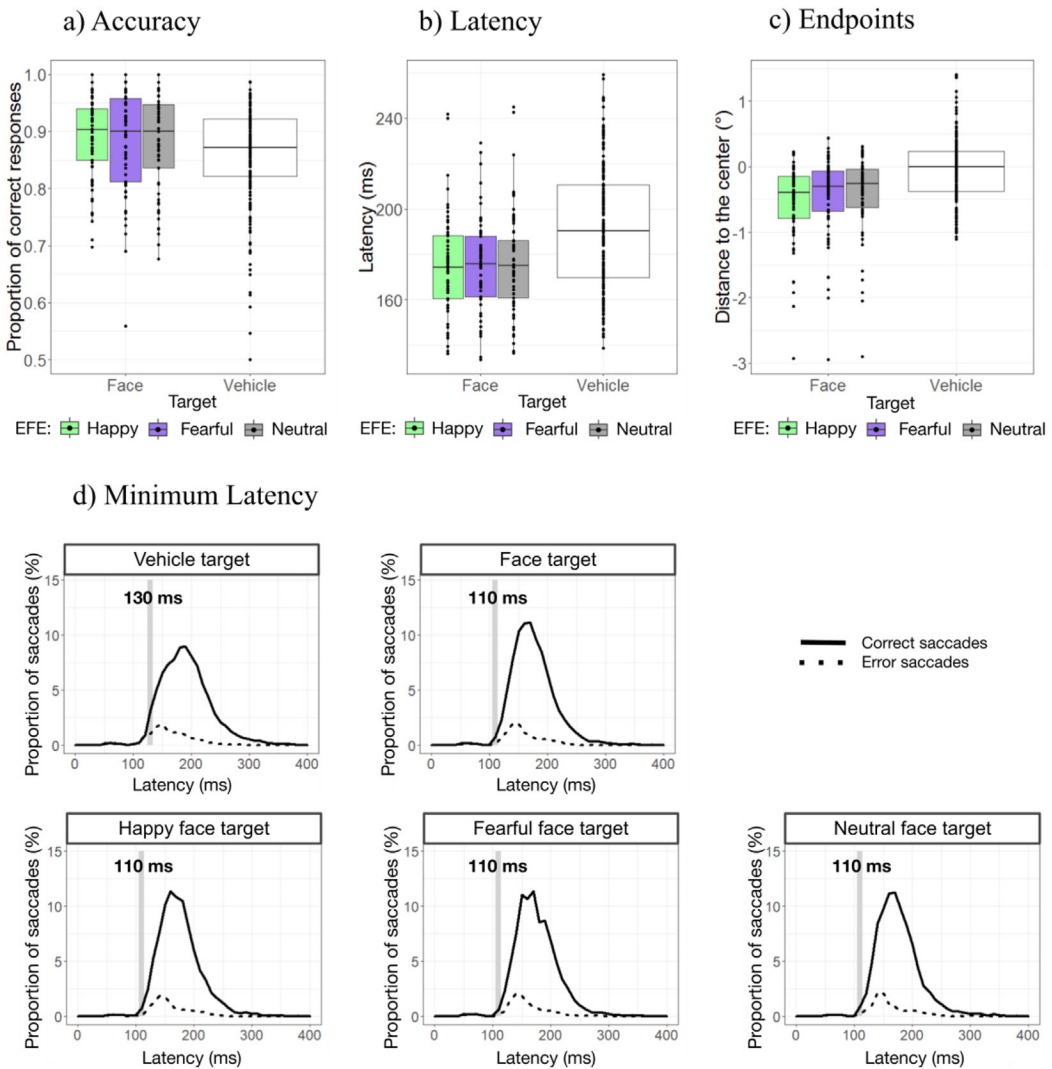 a) Accuracy
Proportion of correct responses
1.0
0.9
0.8
0.7
0.6
0.5
Face
Vehicle
Target
EFE: Happy Fearful Neutral
b) Latency
Latency (ms)
240
200
160
Face
Vehicle
Target
EFE: Happy Fearful Neutral
c) Endpoints
Distance to the center (°)
1
0
-1
-2
-3
Face
Vehicle
Target
EFE: Happy Fearful Neutral
d) Minimum Latency
Vehicle target
Proportion of saccades (%)
15
10
5
0
130 ms
0 100 200 300 400
Latency (ms)
Face target
Proportion of saccades (%)
15
10
5
0
110 ms
0 100 200 300 400
Latency (ms)
Correct saccades
Error saccades
Happy face target
Proportion of saccades (%)
15
10
5
0
110 ms
0 100 200 300 400
Latency (ms)
Fearful face target
Proportion of saccades (%)
15
10
5
0
110 ms
0 100 200 300 400
Latency (ms)
Neutral face target
Proportion of saccades (%)
15
10
5
0
110 ms
0 100 200 300 400
Latency (ms)